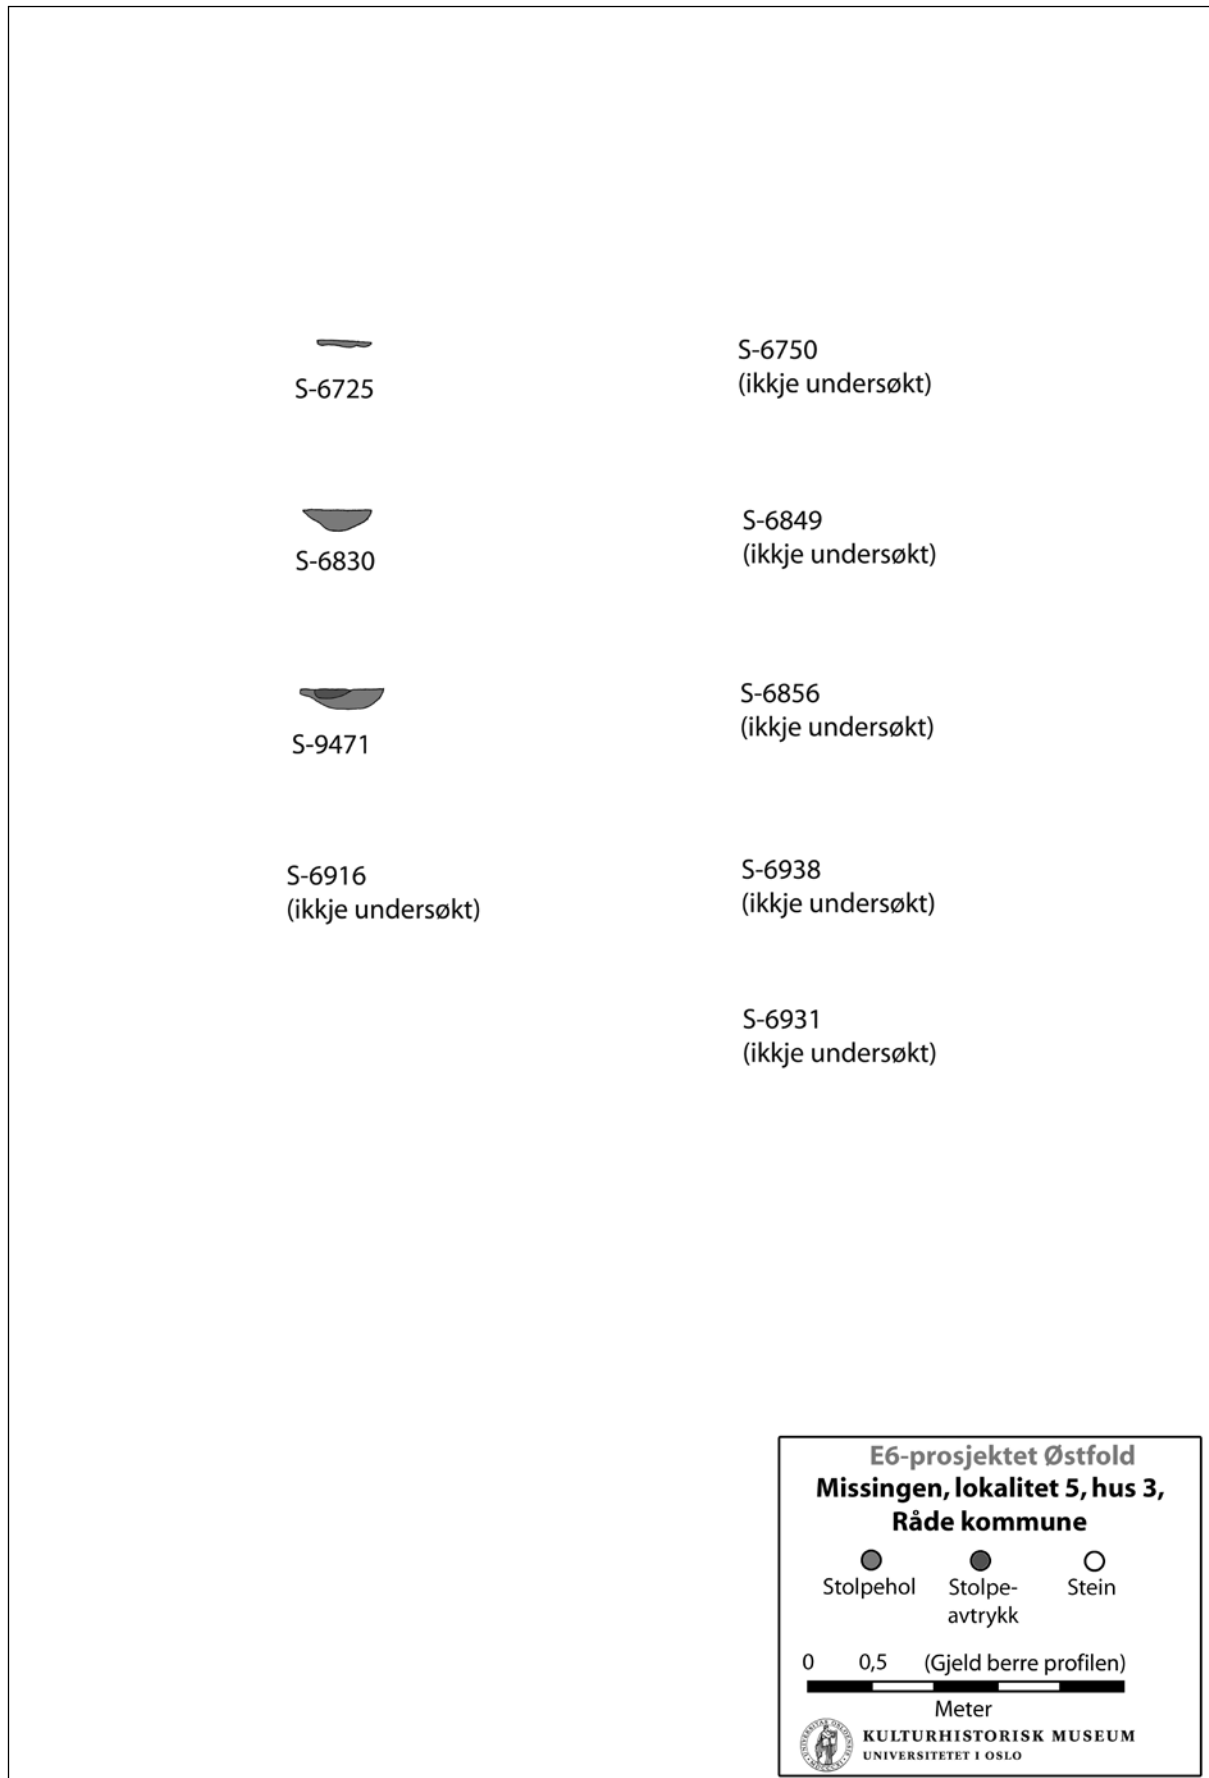 S-6725
S-6750
(ikkje undersøkt)
S-6830
S-6849
(ikkje undersøkt)
S-9471
S-6856
(ikkje undersøkt)
S-6916
(ikkje undersøkt)
S-6938
(ikkje undersøkt)
S-6931
(ikkje undersøkt)
E6-prosjektet Østfold
Missingen, lokalitet 5, hus 3,
Råde kommune
Stolpehol
Stolpe-
avtrykk
Stein
0 0,5 (Gjeld berre profilen)
Meter
KULTURHISTORISK MUSEUM
UNIVERSITETET I OSLO